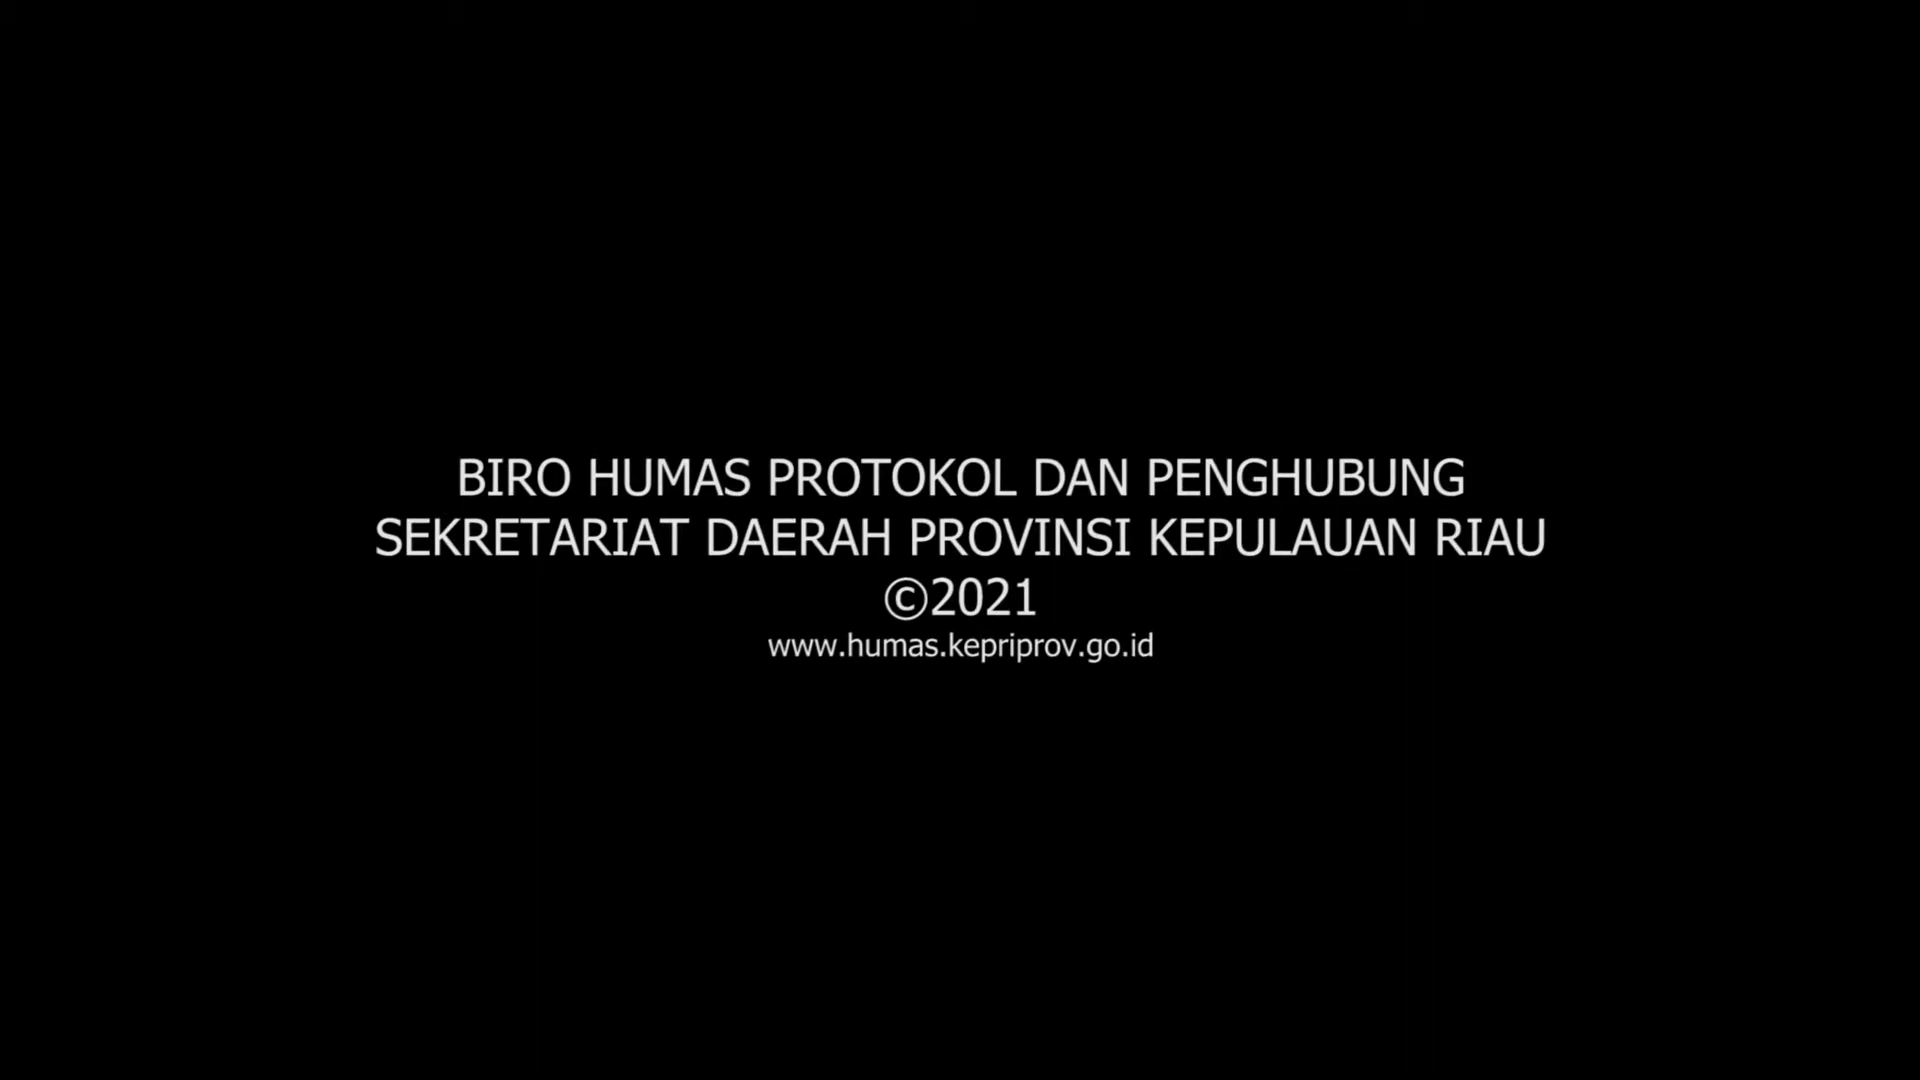 BIRO HUMAS PROTOKOL DAN PENGHUBUNG
SEKRETARIAT DAERAH PROVINSI KEPULAUAN RIAU
©2021
www.humas.kepriprov.go.id